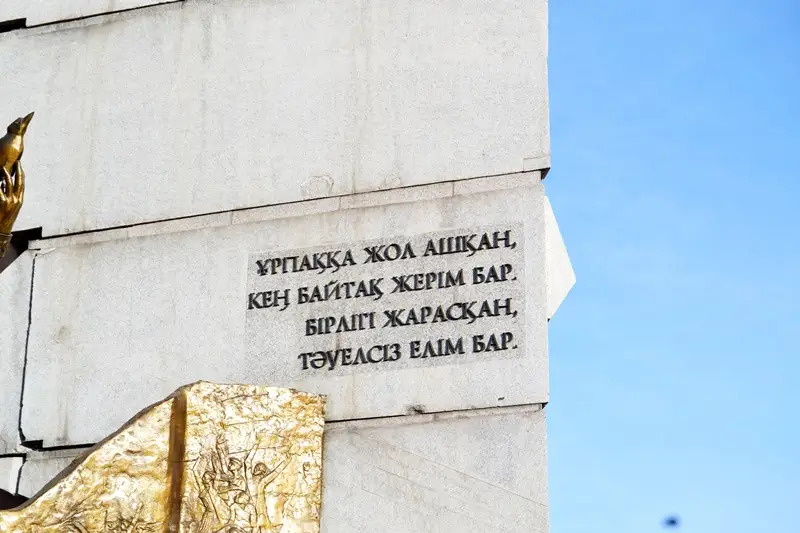 ҰРПАҚҚА ЖОЛ АШҚАН,
КЕҢ БАЙТАҚ ЖЕРІМ БАР.
БІРЛІГІ ЖАРАСҚАН,
ТӘУЕЛСІЗ ЕЛІМ БАР.